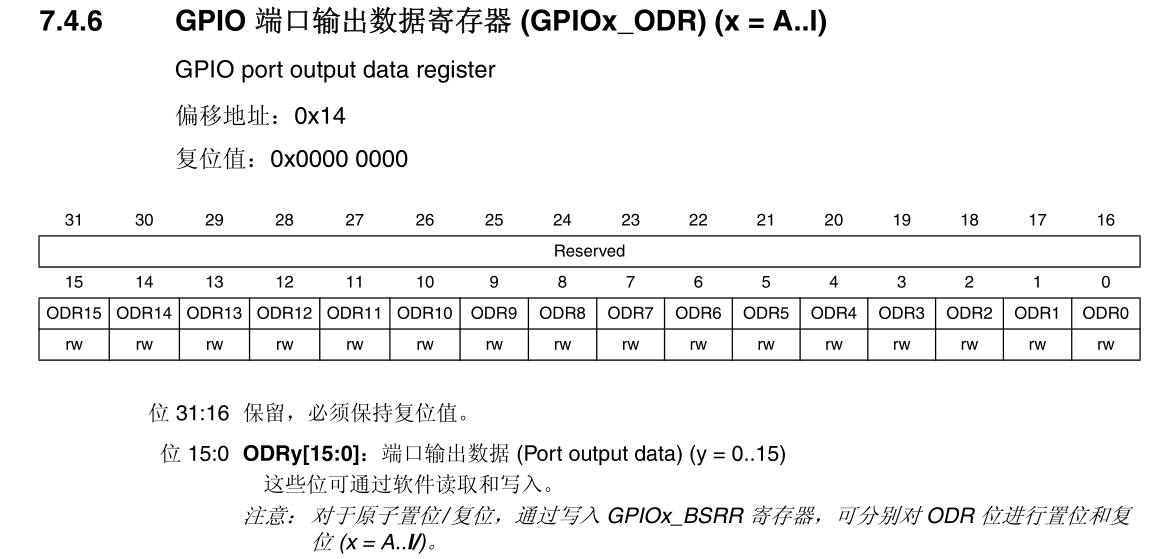 7.4.6 GPIO 端口输出数据寄存器 (GPIOx_ODR) (x = A..I)
GPIO port output data register
偏移地址：0x14
复位值：0x0000 0000
31 30 29 28 27 26 25 24 23 22 21 20 19 18 17 16
Reserved
15 14 13 12 11 10 9 8 7 6 5 4 3 2 1 0
ODR15 ODR14 ODR13 ODR12 ODR11 ODR10 ODR9 ODR8 ODR7 ODR6 ODR5 ODR4 ODR3 ODR2 ODR1 ODR0
rw rw rw rw rw rw rw rw rw rw rw rw rw rw rw rw
位 31:16 保留，必须保持复位值。
位 15:0 ODRy[15:0]：端口输出数据 (Port output data) (y = 0..15)
这些位可通过软件读取和写入。
注意： 对于原子置位/复位，通过写入 GPIOx_BSRR 寄存器，可分别对 ODR 位进行置位和复
位 (x = A..I/)。